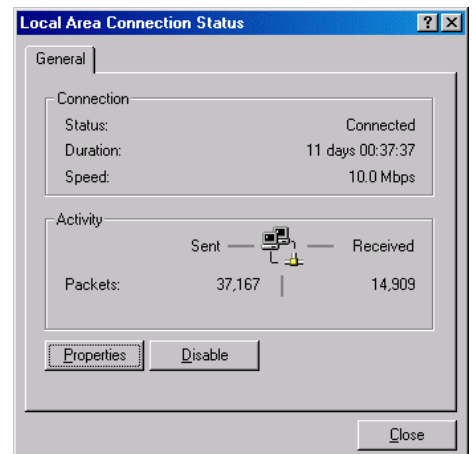 Local Area Connection Status
General
Connection
Status: Connected
Duration: 11 days 00:37:37
Speed: 10.0 Mbps
Activity
Sent Received
Packets: 37,167 14,909
Properties Disable
Close